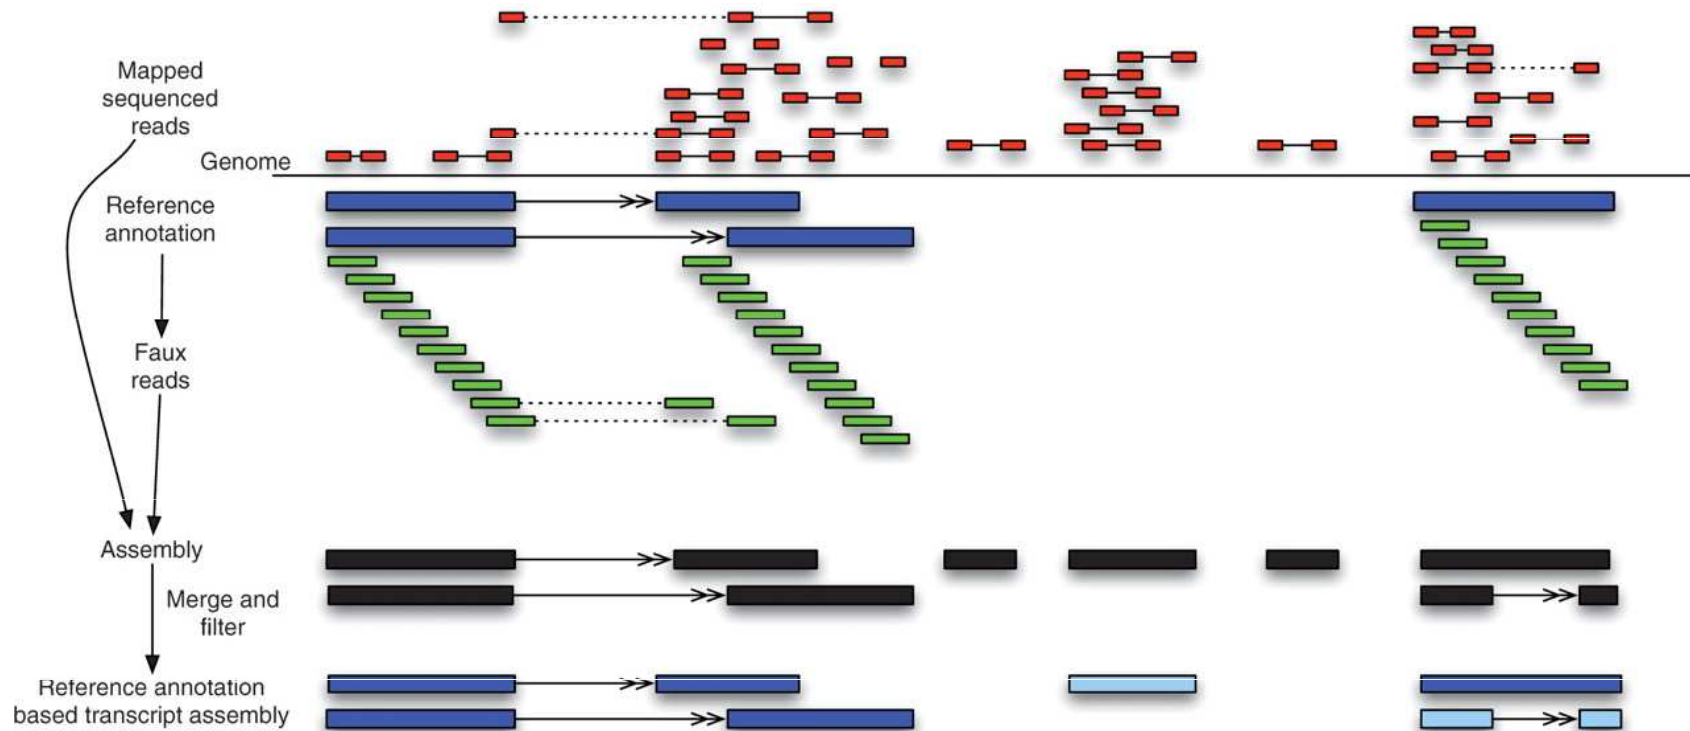 Mapped
sequenced
reads
Genome
Reference
annotation
Faux
reads
Assembly
Merge and
filter
Reference annotation
based transcript assembly